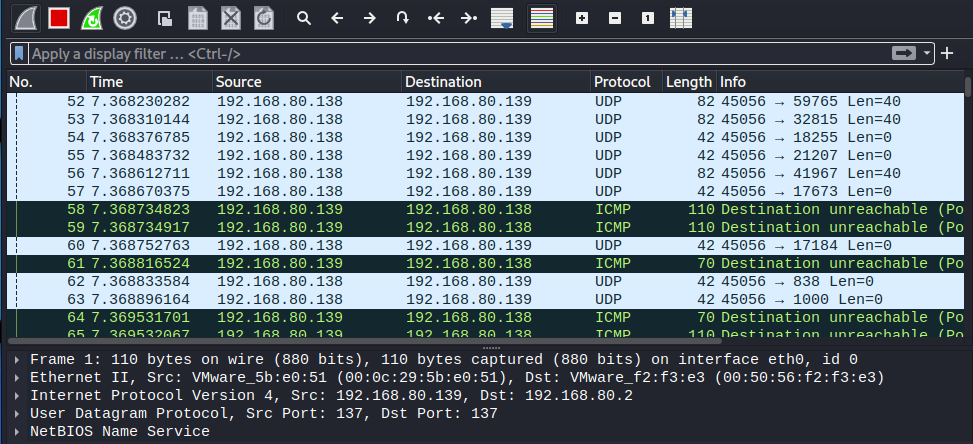 Apply a display filter ... <Ctrl-/>
No. Time Source Destination Protocol Length Info
52 7.368230282 192.168.80.138 192.168.80.139 UDP 82 45056 → 59765 Len=40
53 7.368310144 192.168.80.138 192.168.80.139 UDP 82 45056 → 32815 Len=40
54 7.368376785 192.168.80.138 192.168.80.139 UDP 42 45056 → 18255 Len=0
55 7.368483732 192.168.80.138 192.168.80.139 UDP 42 45056 → 21207 Len=0
56 7.368612711 192.168.80.138 192.168.80.139 UDP 82 45056 → 41967 Len=40
57 7.368670375 192.168.80.138 192.168.80.139 UDP 42 45056 → 17673 Len=0
58 7.368734823 192.168.80.139 192.168.80.138 ICMP 110 Destination unreachable (Po
59 7.368734917 192.168.80.139 192.168.80.138 ICMP 110 Destination unreachable (Po
60 7.368752763 192.168.80.138 192.168.80.139 UDP 42 45056 → 17184 Len=0
61 7.368816524 192.168.80.139 192.168.80.138 ICMP 70 Destination unreachable (Po
62 7.368833584 192.168.80.138 192.168.80.139 UDP 42 45056 → 838 Len=0
63 7.368896164 192.168.80.138 192.168.80.139 UDP 42 45056 → 1000 Len=0
64 7.369531701 192.168.80.139 192.168.80.138 ICMP 70 Destination unreachable (Po
65 7.369532067 192.168.80.139 192.168.80.138 ICMP 110 Destination unreachable (Po
Frame 1: 110 bytes on wire (880 bits), 110 bytes captured (880 bits) on interface eth0, id 0
Ethernet II, Src: VMware_5b:e0:51 (00:0c:29:5b:e0:51), Dst: VMware_f2:f3:e3 (00:50:56:f2:f3:e3)
Internet Protocol Version 4, Src: 192.168.80.139, Dst: 192.168.80.2
User Datagram Protocol, Src Port: 137, Dst Port: 137
NetBIOS Name Service